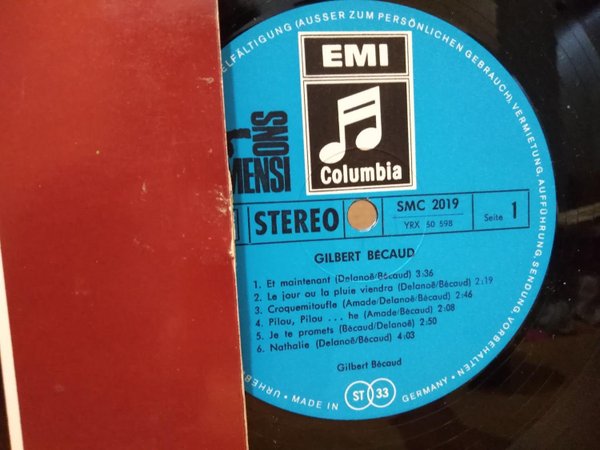 ELFÄLTIGUNG (AUSSER ZUM PERSÖNLICHEN GEBRAUCH), VERMIETUNG, AUFFÜHRUNG, SENDUNG, VORBEHALTEN
EMI
Columbia
MENSI
ONS
STEREO
SMC 2019
YRX 50 598
Seite 1
GILBERT BÉCAUD
1. Et maintenant (Delanoë/Bécaud) 3:36
2. Le jour ou la pluie viendra (Delanoë/Bécaud) 2:19
3. Croquemitoufle (Amade/Delanoë/Bécaud) 2:46
4. Pilou, Pilou . . . he (Amade/Bécaud) 2:08
5. Je te promets (Bécaud/Delanoë) 2:50
6. Nathalie (Delanoë/Bécaud) 4:03
Gilbert Bécaud
URHEB
MADE IN
ST 33
GERMANY